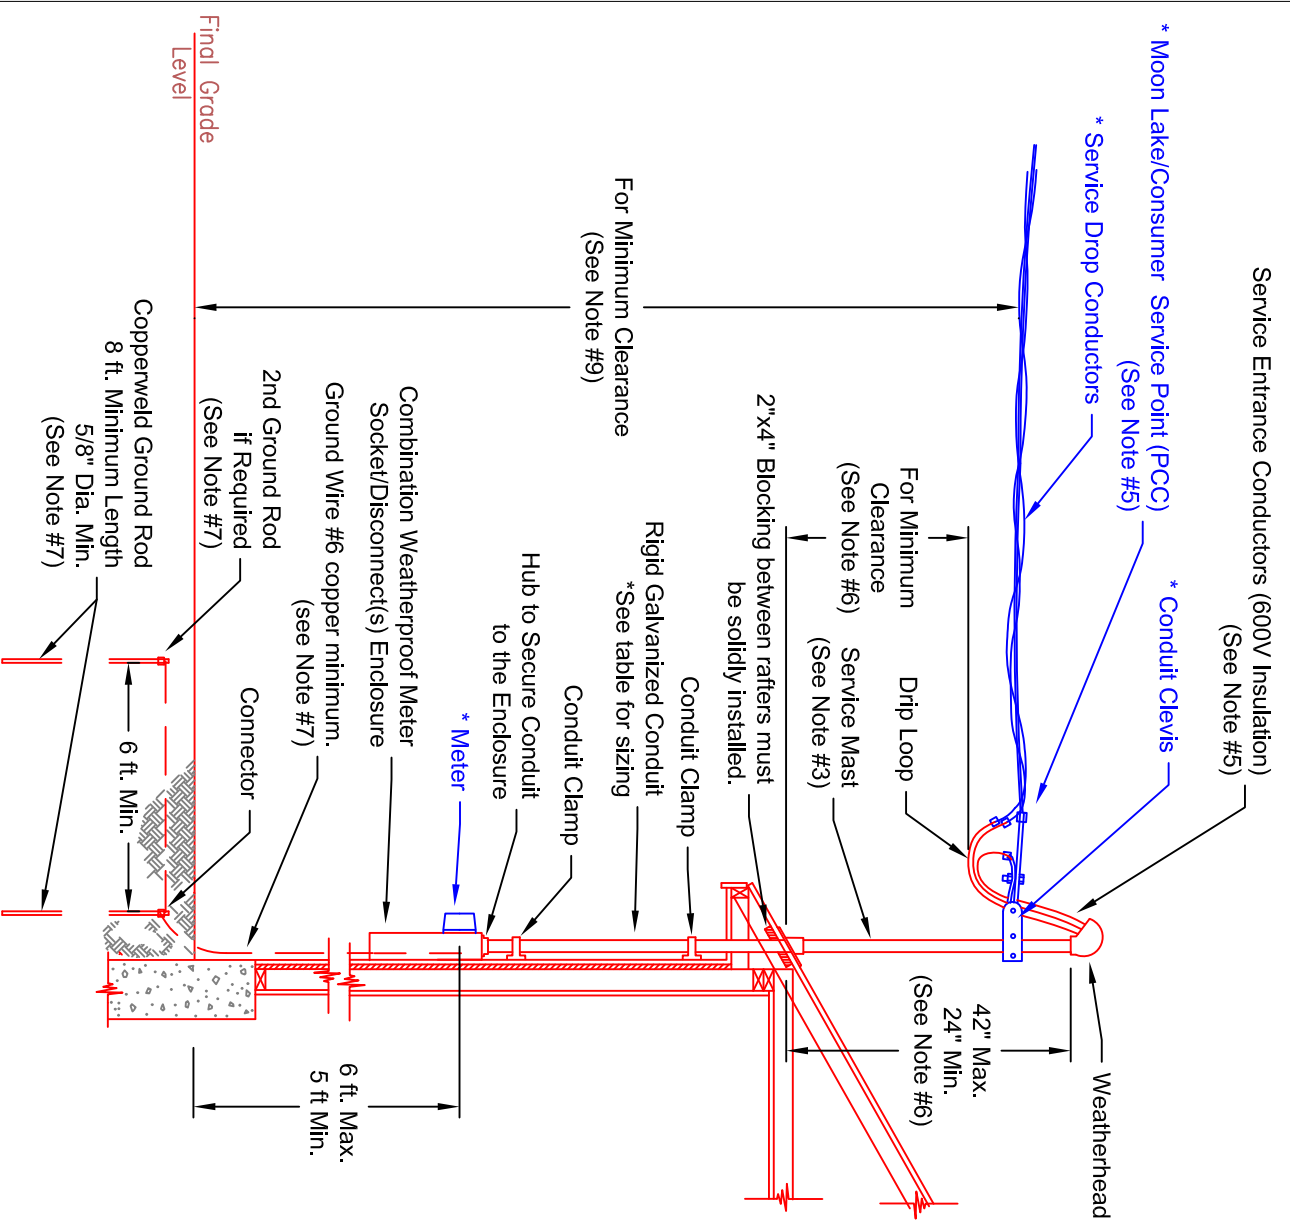 Service Entrance Conductors (600V Insulation)
(See Note #5)
* Moon Lake/Consumer Service Point (PCC)
(See Note #5)
* Conduit Clevis
* Service Drop Conductors
Weatherhead
42" Max.
24" Min.
(See Note #6)
For Minimum
Clearance
(See Note #6)
Drip Loop
Service Mast
(See Note #3)
2"x4" Blocking between rafters must
be solidly installed.
Conduit Clamp
Rigid Galvanized Conduit
*See table for sizing
For Minimum Clearance
(See Note #9)
Conduit Clamp
Hub to Secure Conduit
to the Enclosure
* Meter
Combination Weatherproof Meter
Socket/Disconnect(s) Enclosure
Ground Wire #6 copper minimum.
(see Note #7)
6 ft. Max.
5 ft Min.
2nd Ground Rod
if Required
(See Note #7)
Connector
Final Grade
Level
6 ft. Min.
Copperweld Ground Rod
8 ft. Minimum Length
5/8" Dia. Min.
(See Note #7)